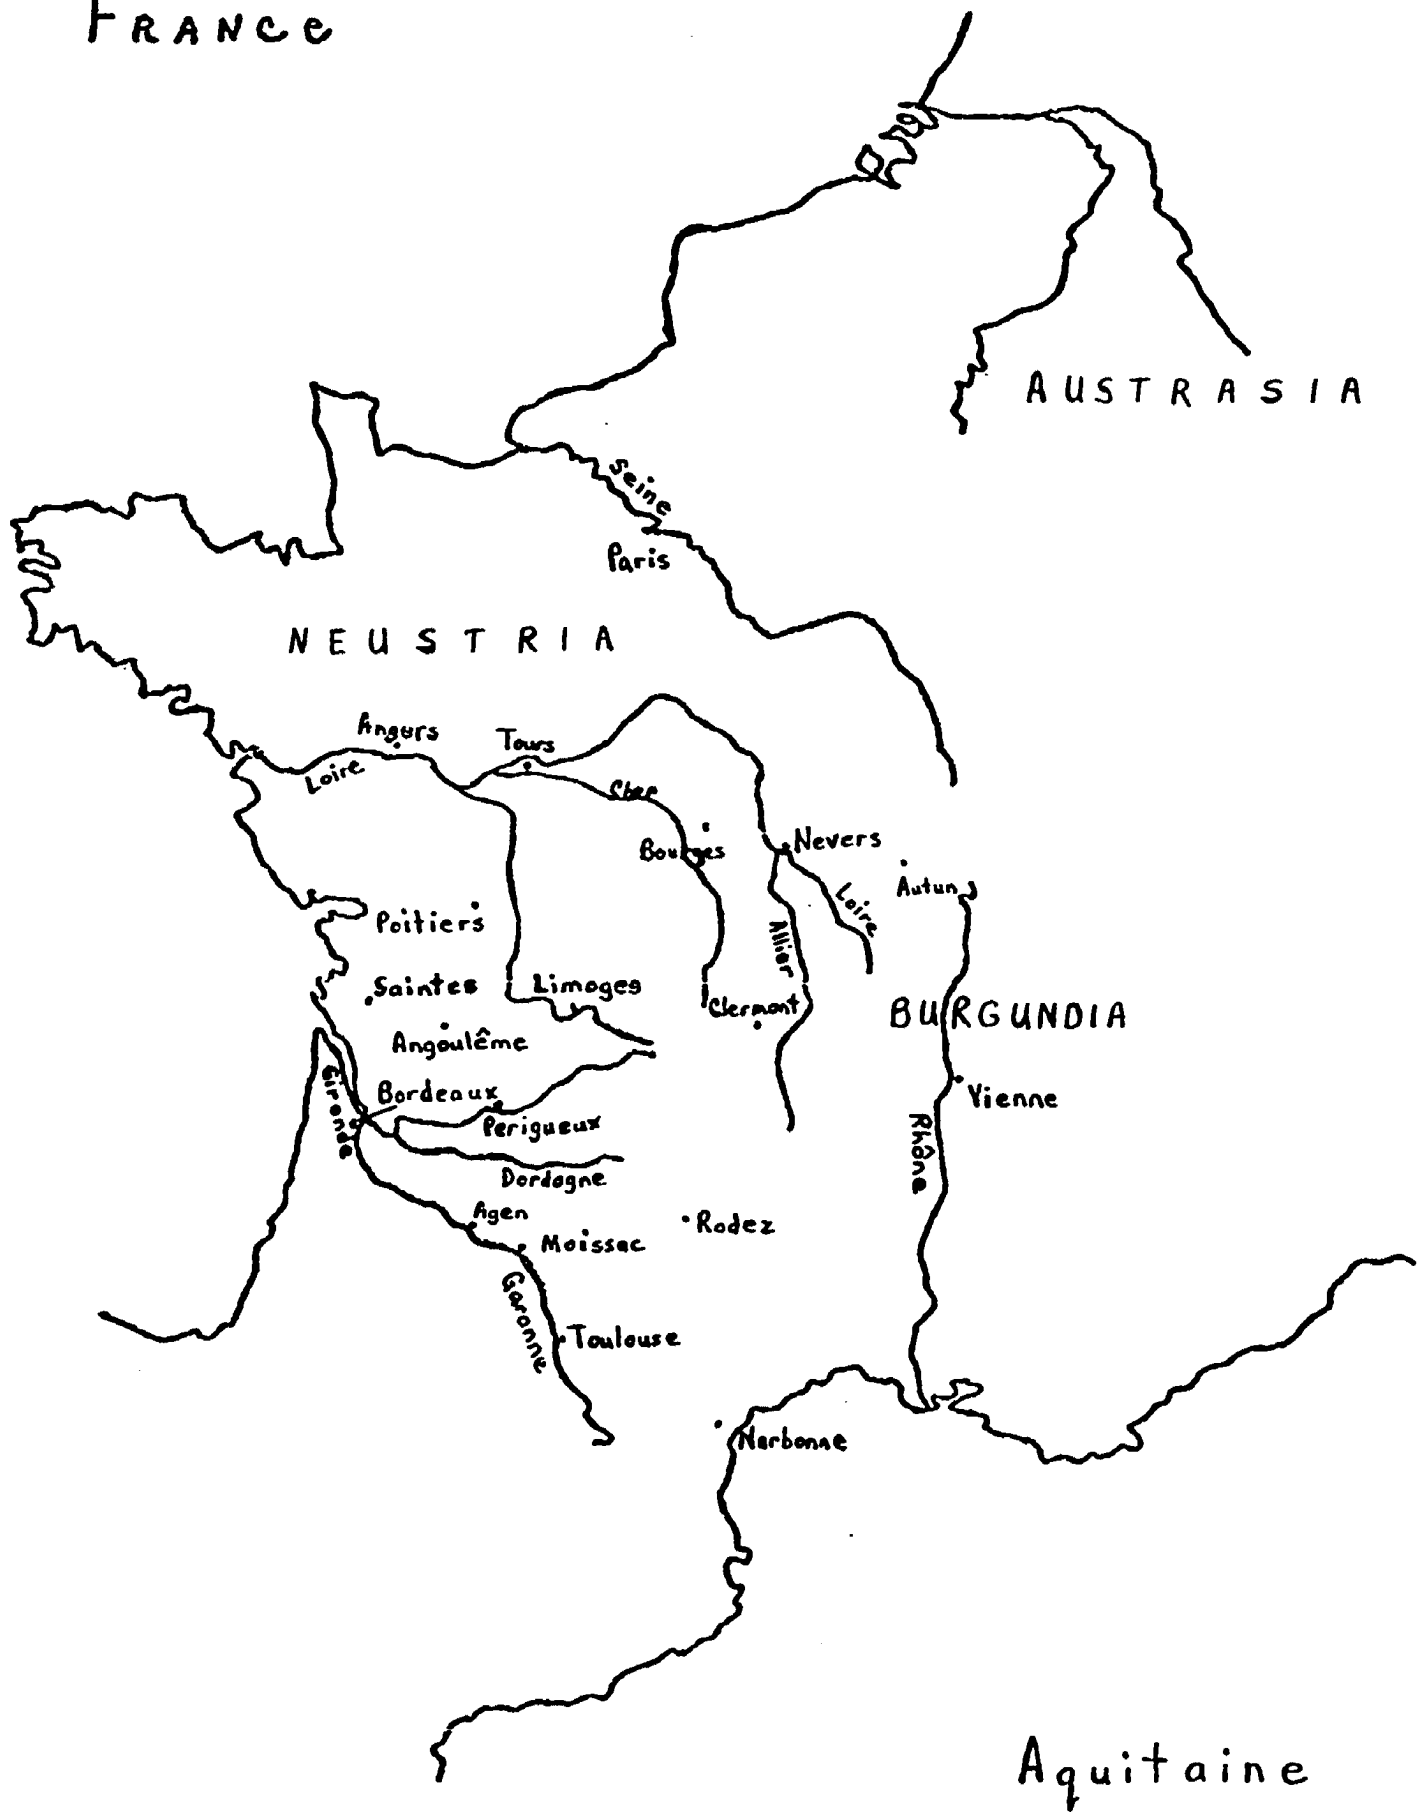 FRANCE
AUSTRASIA
Seine
Paris
NEUSTRIA
Angers
Tours
Loire
Cher
Bourges
Nevers
Autun
Loire
Poitiers
Allier
Saintes
Limoges
Clermont
BURGUNDIA
Angoulême
Gironde
Bordeaux
Vienne
Perigueux
Rhône
Dordogne
Agen
Rodez
Moissac
Garonne
Toulouse
Narbonne
Aquitaine